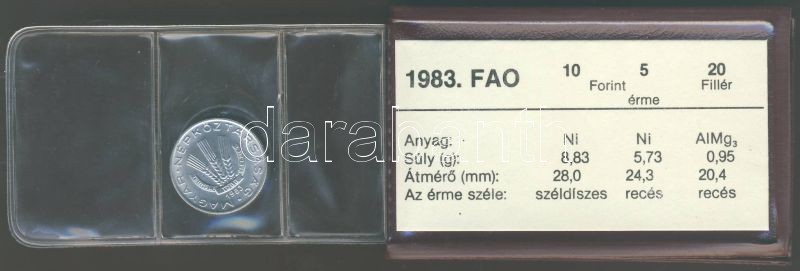 MAGYAR NÉPKÖZTÁRSASÁG
1983
1983. FAO 10 5 20
Forint Fillér
érme
Anyag: Ni Ni AlMg₃
Súly (g): 8,83 5,73 0,95
Átmérő (mm): 28,0 24,3 20,4
Az érme széle: széldíszes recés recés